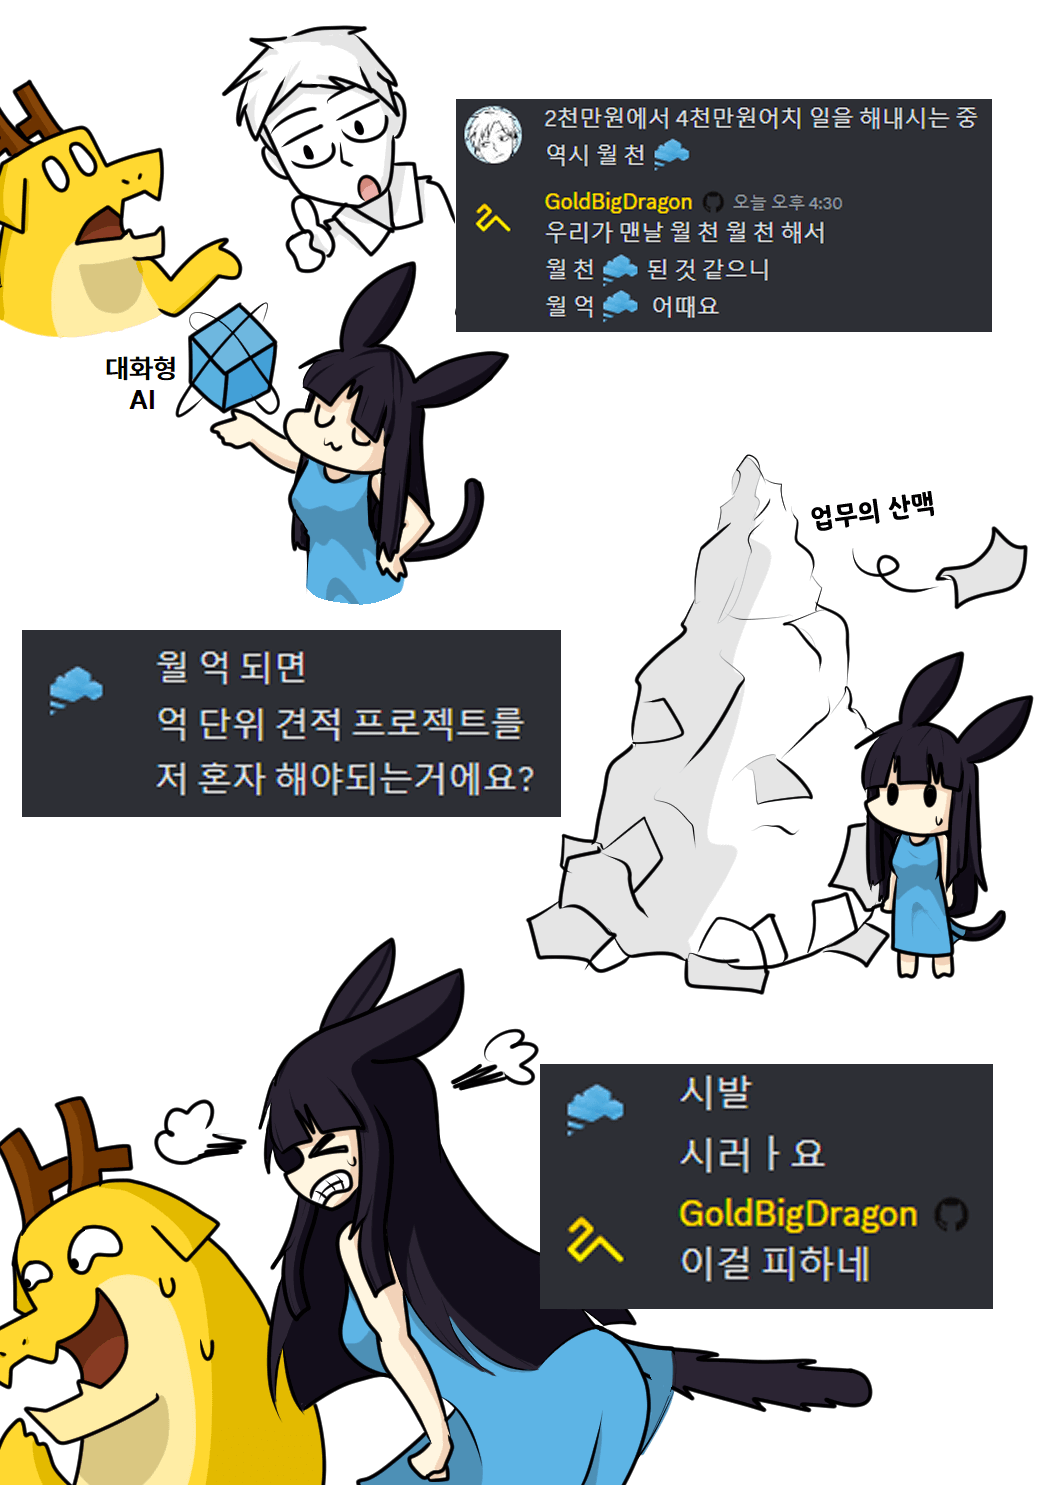 2천만원에서 4천만원어치 일을 해내시는 중
역시 월 천
GoldBigDragon 오늘 오후 4:30
우리가 맨날 월 천 월 천 해서
월 천 된 것 같으니
월 억 어때요
대화형
AI
업무의 산맥
월 억 되면
억 단위 견적 프로젝트를
저 혼자 해야되는거에요?
시발
시러ㅏ요
GoldBigDragon
이걸 피하네